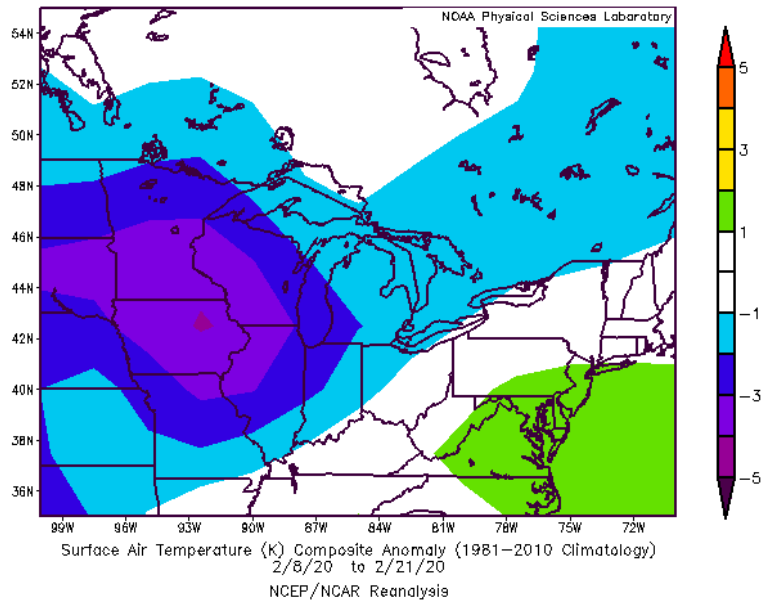 NOAA Physical Sciences Laboratory
54N
52N
50N
48N
46N
44N
42N
40N
38N
36N
5
3
1
−1
−3
−5
99W 96W 93W 90W 87W 84W 81W 78W 75W 72W
Surface Air Temperature (K) Composite Anomaly (1981−2010 Climatology)
2/8/20 to 2/21/20
NCEP/NCAR Reanalysis